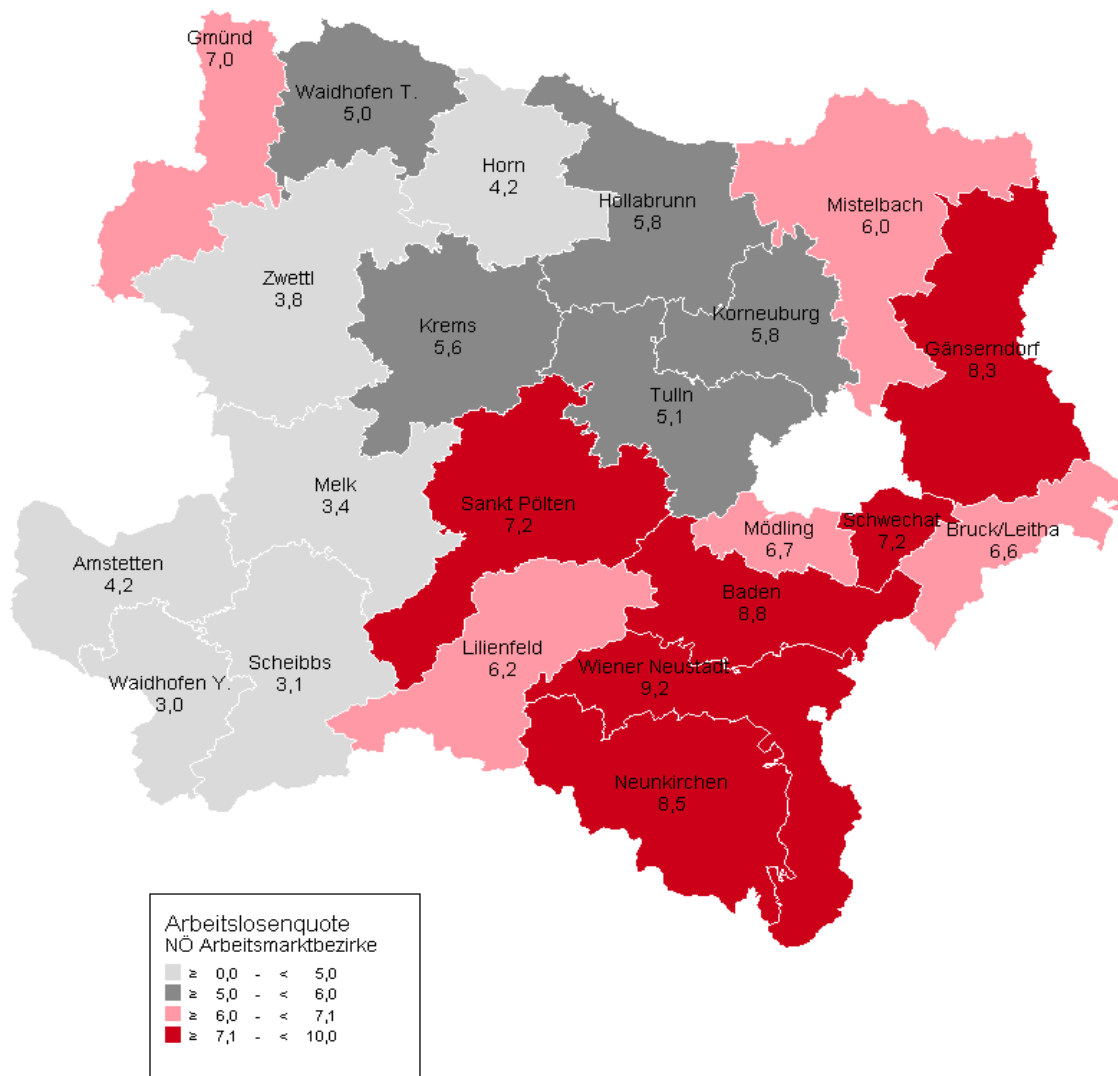 Gmünd
7,0
Waidhofen T.
5,0
Horn
4,2
Hollabrunn
5,8
Mistelbach
6,0
Zwettl
3,8
Krems
5,6
Korneuburg
5,8
Gänserndorf
8,3
Tulln
5,1
Melk
3,4
Sankt Pölten
7,2
Mödling
6,7
Schwechat
7,2
Bruck/Leitha
6,6
Amstetten
4,2
Baden
8,8
Lilienfeld
6,2
Scheibbs
3,1
Wiener Neustadt
9,2
Waidhofen Y.
3,0
Neunkirchen
8,5
Arbeitslosenquote
NÖ Arbeitsmarktbezirke
≥ 0,0 - < 5,0
≥ 5,0 - < 6,0
≥ 6,0 - < 7,1
≥ 7,1 - < 10,0